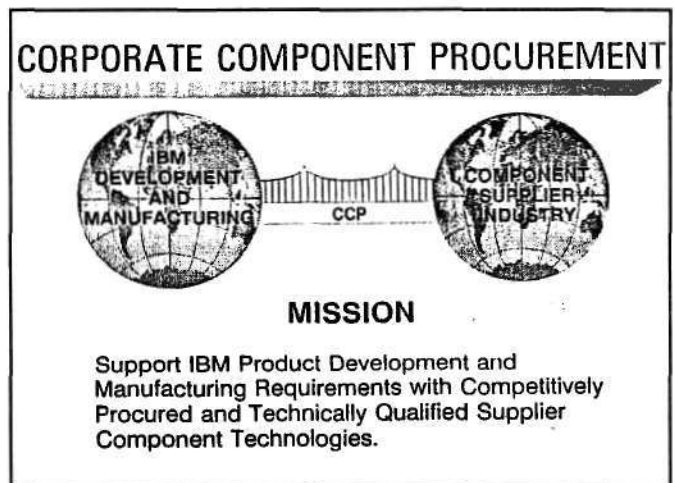 CORPORATE COMPONENT PROCUREMENT
IBM
DEVELOPMENT
AND
MANUFACTURING
CCP
COMPONENT
SUPPLIER
INDUSTRY
MISSION
Support IBM Product Development and
Manufacturing Requirements with Competitively
Procured and Technically Qualified Supplier
Component Technologies.